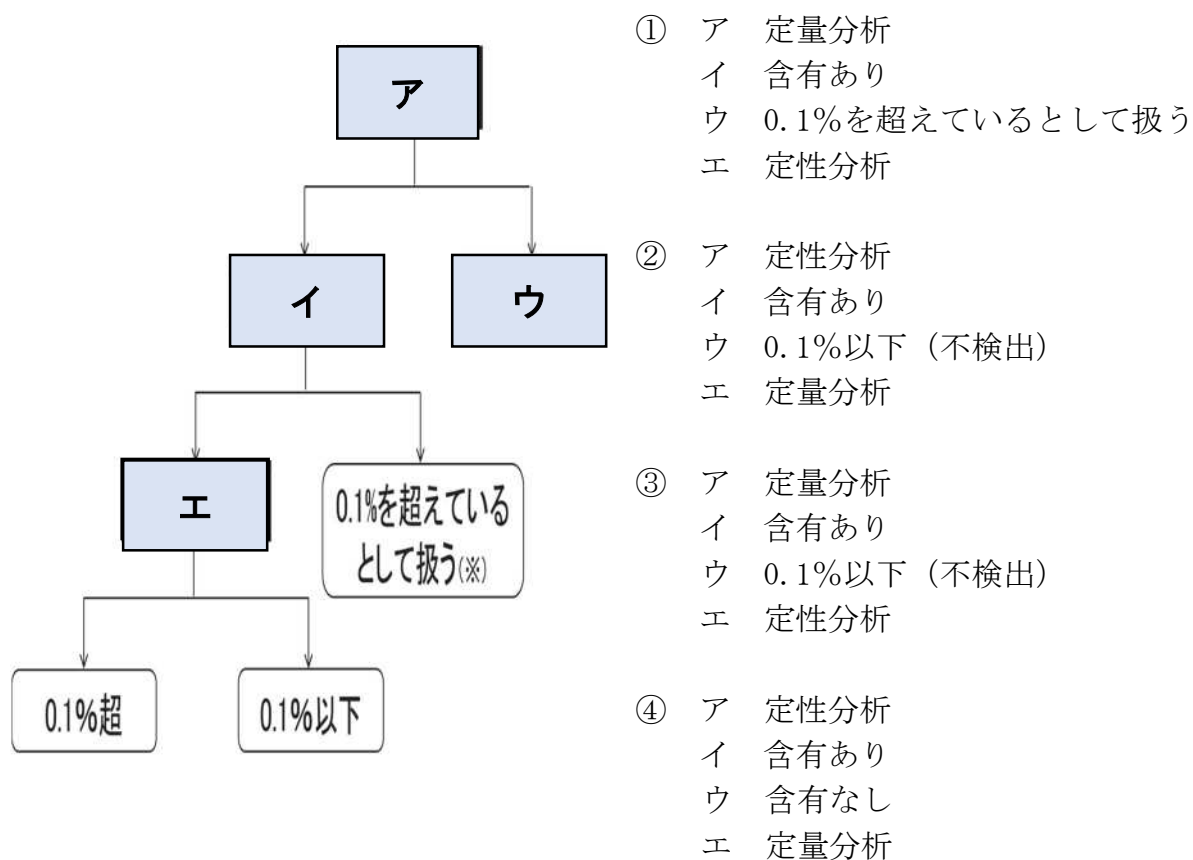 ア
イ
ウ
エ
0.1%を超えている
として扱う(※)
0.1%超
0.1%以下
① ア 定量分析
イ 含有あり
ウ 0.1%を超えているとして扱う
エ 定性分析
② ア 定性分析
イ 含有あり
ウ 0.1%以下（不検出）
エ 定量分析
③ ア 定量分析
イ 含有あり
ウ 0.1%以下（不検出）
エ 定性分析
④ ア 定性分析
イ 含有あり
ウ 含有なし
エ 定量分析